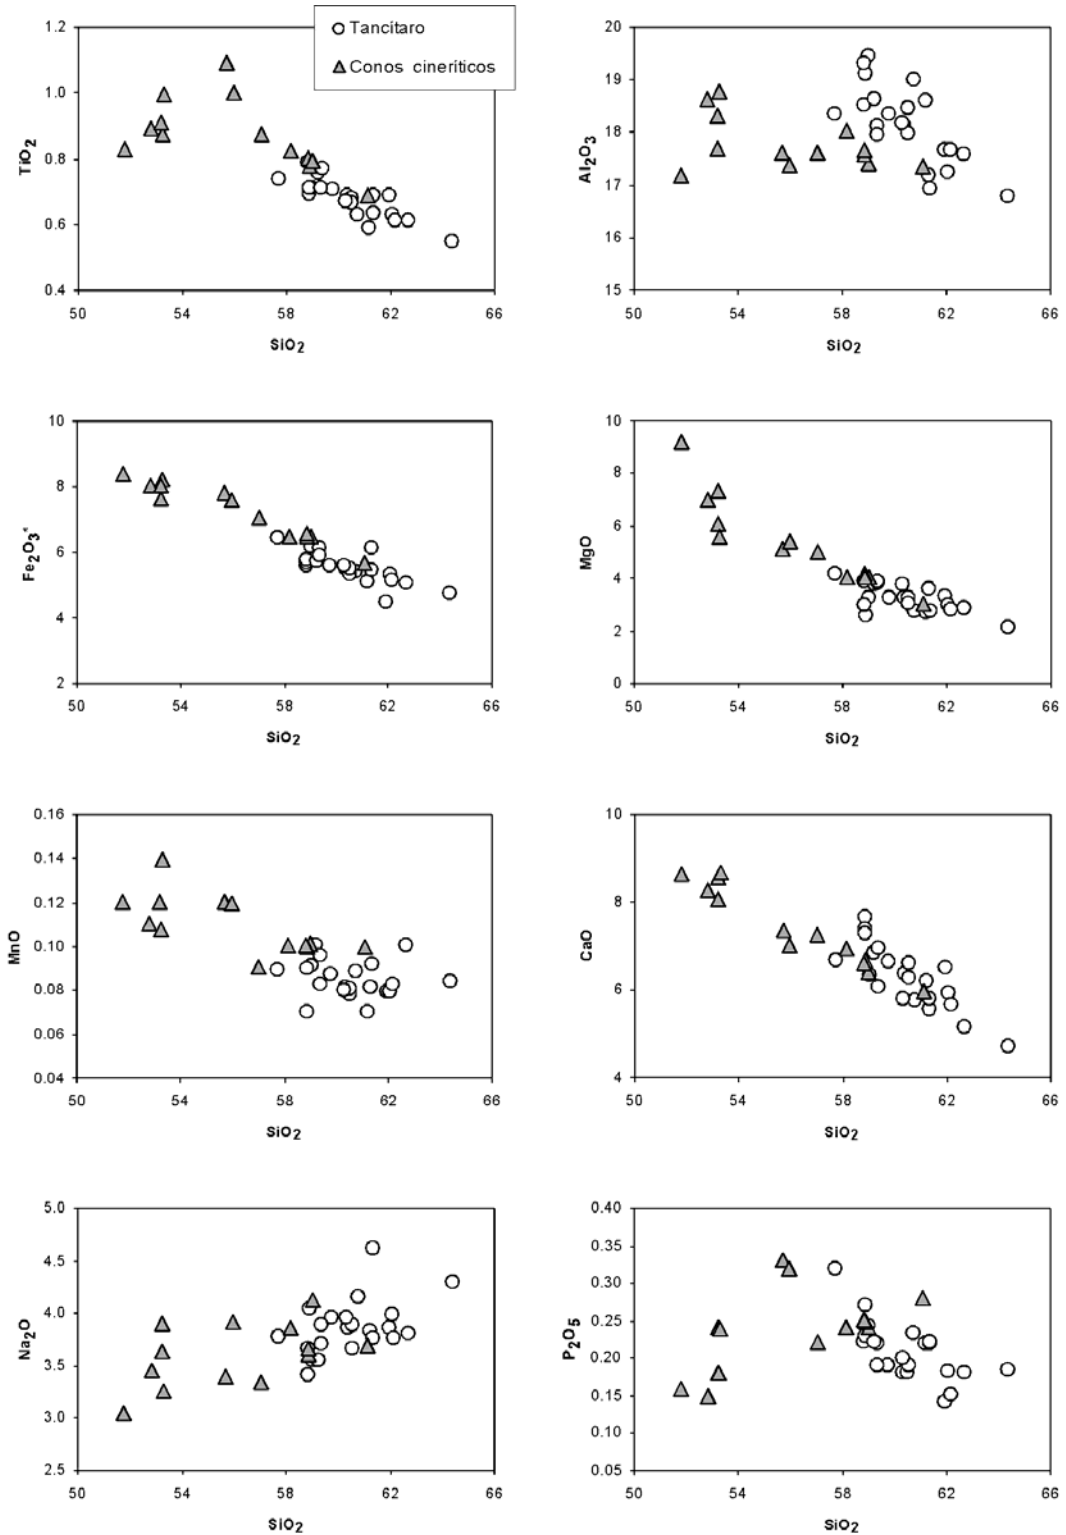 1.2
1.0
0.8
0.6
0.4
TiO2
50 54 58 62 66
SiO2
Tancitaro
Conos cineríticos
20
19
18
17
16
15
Al2O3
50 54 58 62 66
SiO2
10
8
6
4
2
Fe2O3*
50 54 58 62 66
SiO2
10
8
6
4
2
0
MgO
50 54 58 62 66
SiO2
0.16
0.14
0.12
0.10
0.08
0.06
0.04
MnO
50 54 58 62 66
SiO2
10
8
6
4
CaO
50 54 58 62 66
SiO2
5.0
4.5
4.0
3.5
3.0
2.5
Na2O
50 54 58 62 66
SiO2
0.40
0.35
0.30
0.25
0.20
0.15
0.10
0.05
P2O5
50 54 58 62 66
SiO2